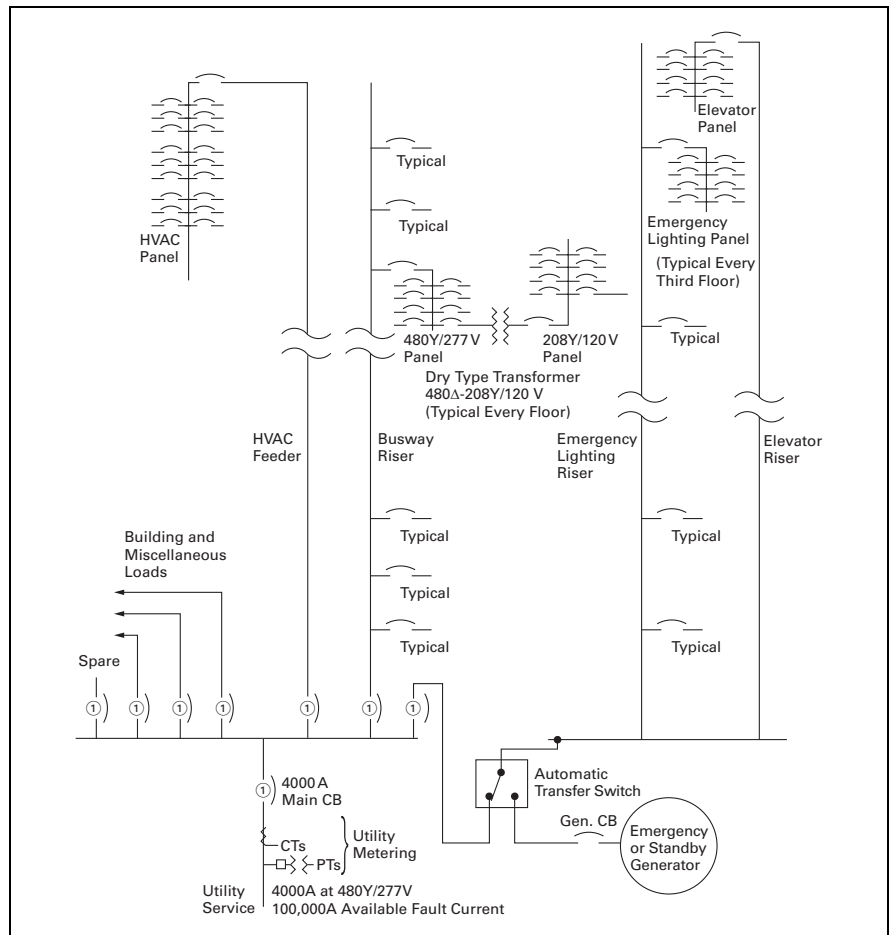 Elevator
Panel
Typical
Typical
HVAC
Panel
Emergency
Lighting Panel
(Typical Every
Third Floor)
480Y/277 V
Panel
208Y/120 V
Panel
Typical
Dry Type Transformer
480Δ-208Y/120 V
(Typical Every Floor)
HVAC
Feeder
Busway
Riser
Emergency
Lighting
Riser
Elevator
Riser
Building and
Miscellaneous
Loads
Typical
Typical
Typical
Typical
Typical
Spare
1
1
1
1
1
1
1
1
4000 A
Main CB
Automatic
Transfer Switch
CTs
PTs
Utility
Metering
Gen. CB
Emergency
or Standby
Generator
Utility
Service
4000A at 480Y/277V
100,000A Available Fault Current